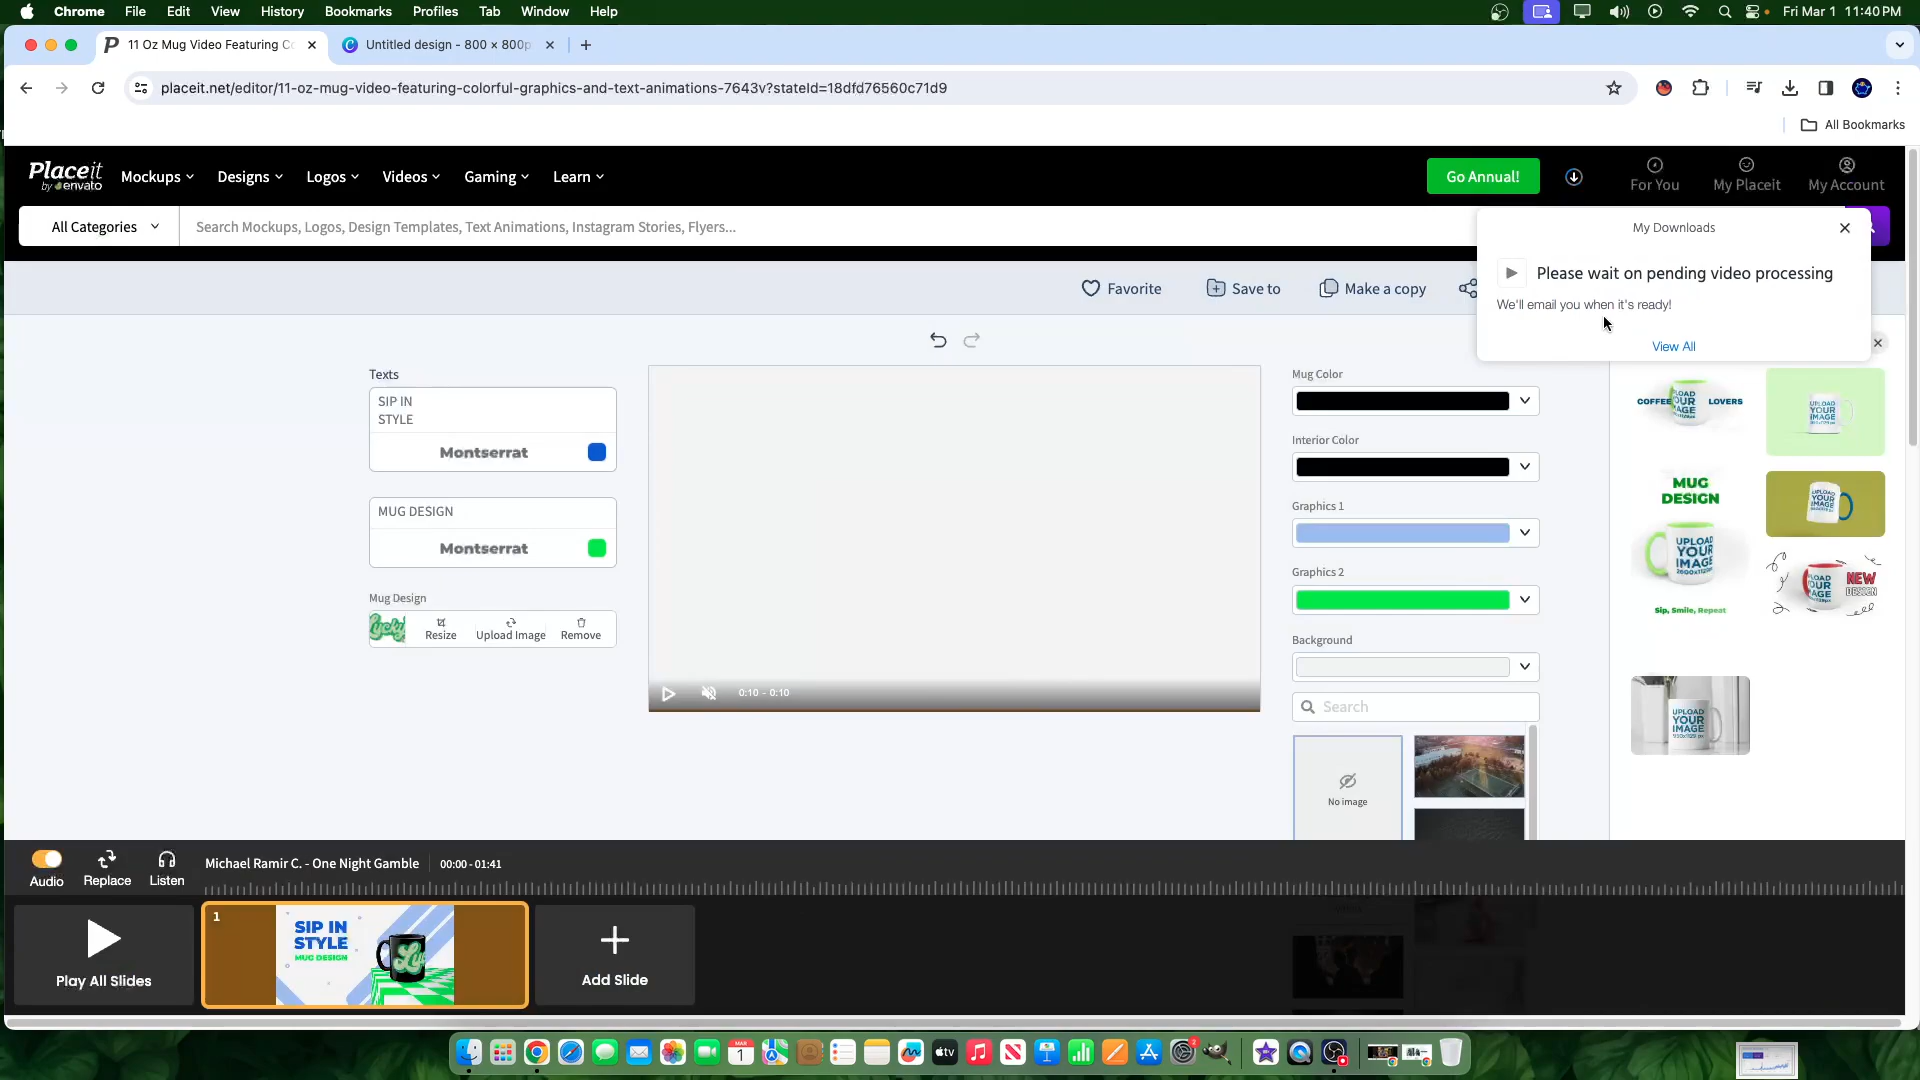 Chrome File Edit View History Bookmarks Profiles Tab Window Help Fri Mar 1 11:40 PM
11 Oz Mug Video Featuring Untitled design - 800 × 800p
placeit.net/editor/11-oz-mug-video-featuring-colorful-graphics-and-text-animations-7643v?stateId=18dfd76560c71d9
All Bookmarks
Placeit by envato Mockups Designs Logos Videos Gaming Learn Go Annual! For You My Placeit My Account
All Categories Search Mockups, Logos, Design Templates, Text Animations, Instagram Stories, Flyers...
My Downloads
Please wait on pending video processing
We'll email you when it's ready!
View All
Favorite Save to Make a copy
Texts
SIP IN
STYLE
Montserrat
MUG DESIGN
Montserrat
Mug Design
Lucky
Resize Upload Image Remove
0:10 - 0:10
Mug Color
Interior Color
Graphics 1
Graphics 2
Background
Search
No image
COFFEE LOVERS
UPLOAD
YOUR
IMAGE
MUG
DESIGN
UPLOAD
YOUR
IMAGE
Sip, Smile, Repeat
UPLOAD
YOUR
IMAGE
UPLOAD
YOUR
IMAGE
NEW
DESIGN
UPLOAD
YOUR
IMAGE
Audio Replace Listen Michael Ramir C. - One Night Gamble 00:00 - 01:41
Play All Slides
1
SIP IN
STYLE
MUG DESIGN
Add Slide
MAR
1
tv
2